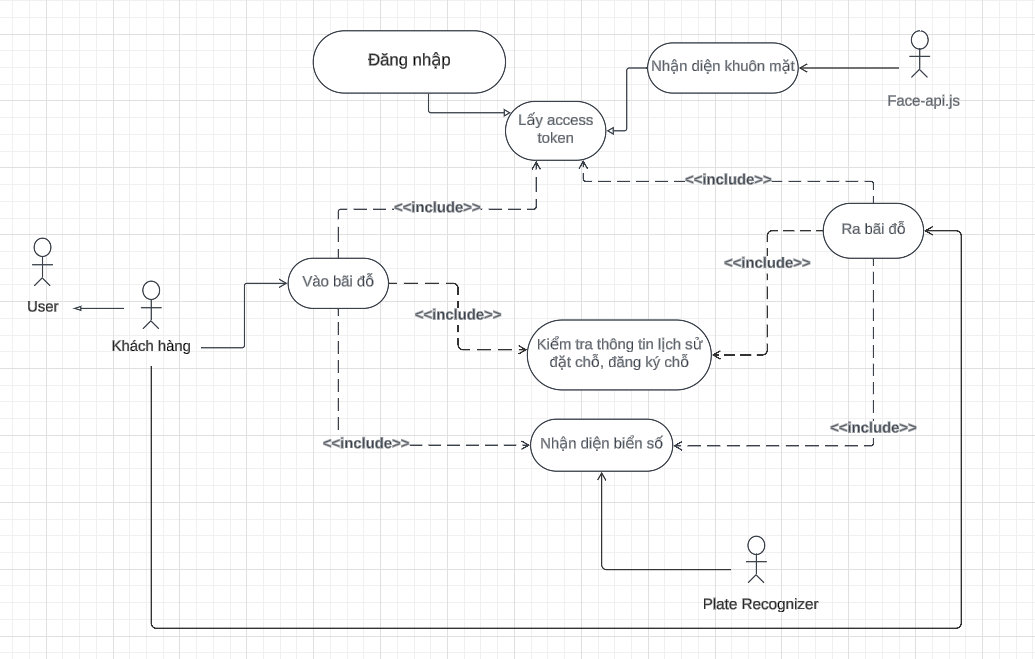 Đăng nhập
Nhận diện khuôn mặt
Face-api.js
Lấy access
token
<<include>>
<<include>>
Ra bãi đỗ
<<include>>
Vào bãi đỗ
User
<<include>>
Khách hàng
Kiểm tra thông tin lịch sử
đặt chỗ, đăng ký chỗ
<<include>>
<<include>>
Nhận diện biển số
Plate Recognizer